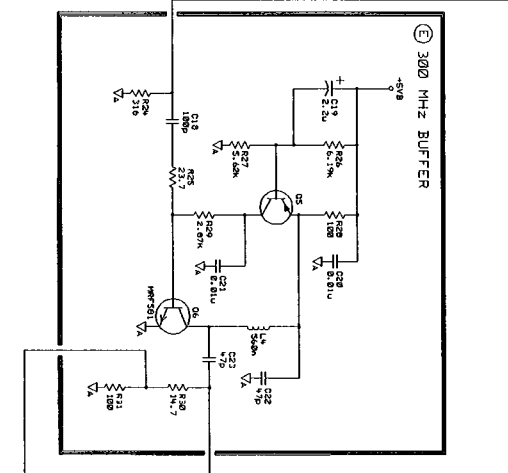 E 300 MHz BUFFER
+5VB
C19
2.2u
R26
6.19K
R27
5.62K
A
R24
316
A
C18
100p
R25
23.7
Q5
R28
100
C20
0.01u
A
R29
2.87K
C21
0.01u
A
Q6
MRF581
A
L4
560n
C23
47p
C22
47p
A
R30
14.7
R31
100
A